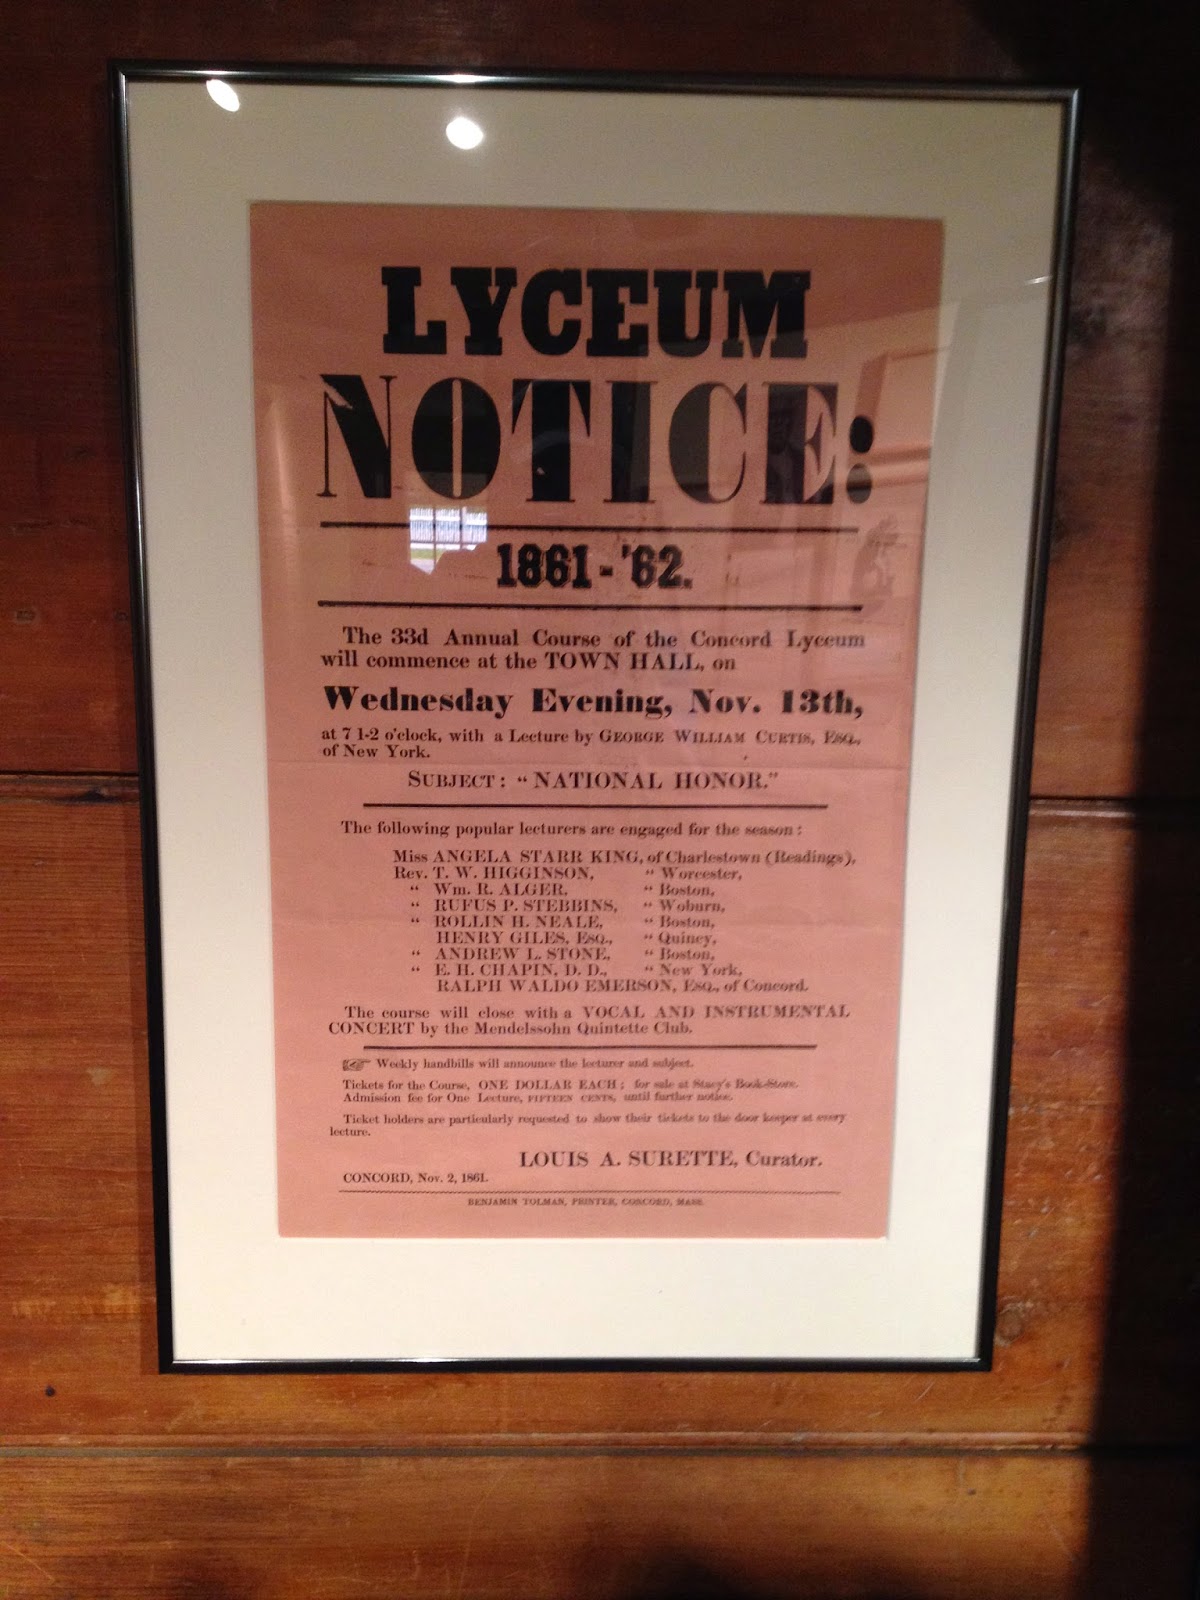 LYCEUM
NOTICE:
1861-'62.
The 33d Annual Course of the Concord Lyceum
will commence at the TOWN HALL, on
Wednesday Evening, Nov. 13th,
at 7 1-2 o'clock, with a Lecture by GEORGE WILLIAM CURTIS, ESQ.,
of New York.
SUBJECT: "NATIONAL HONOR."
The following popular lecturers are engaged for the season:
Miss ANGELA STARR KING, of Charlestown (Readings),
Rev. T. W. HIGGINSON, " Worcester,
" Wm. R. ALGER, " Boston,
" RUFUS P. STEBBINS, " Woburn,
" ROLLIN H. NEALE, " Boston,
HENRY GILES, ESQ., " Quincy,
" ANDREW L. STONE, " Boston,
" E. H. CHAPIN, D. D., " New York,
RALPH WALDO EMERSON, ESQ., of Concord.
The course will close with a VOCAL AND INSTRUMENTAL
CONCERT by the Mendelssohn Quintette Club.
☞ Weekly handbills will announce the lecturer and subject.
Tickets for the Course, ONE DOLLAR EACH; for sale at Stacy's Book-Store.
Admission fee for One Lecture, FIFTEEN CENTS, until further notice.
Ticket holders are particularly requested to show their tickets to the door keeper at every
lecture.
LOUIS A. SURETTE, Curator.
CONCORD, Nov. 2, 1861.
BENJAMIN TOLMAN, PRINTER, CONCORD, MASS.